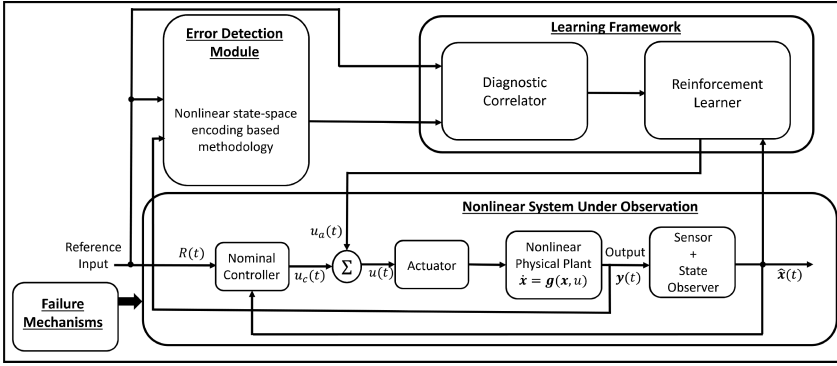 Error Detection
Module
Nonlinear state-space
encoding based
methodology
Learning Framework
Diagnostic
Correlator
Reinforcement
Learner
Nonlinear System Under Observation
Reference
Input
R(t)
Nominal
Controller
u_c(t)
u_a(t)
Σ
u(t)
Actuator
Nonlinear
Physical Plant
ẋ = g(x, u)
Output
y(t)
Sensor
+
State
Observer
x̂(t)
Failure
Mechanisms